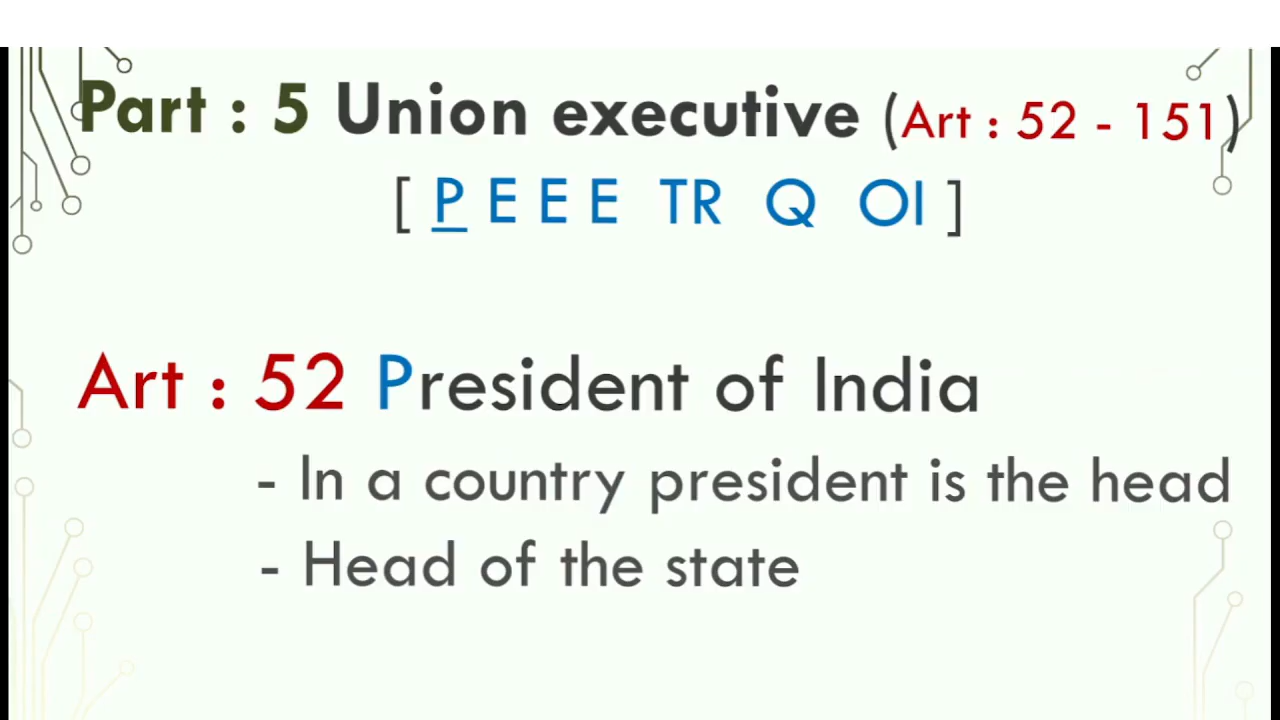 Part : 5 Union executive (Art : 52 - 151)
[ P E E E TR Q OI ]
Art : 52 President of India
- In a country president is the head
- Head of the state